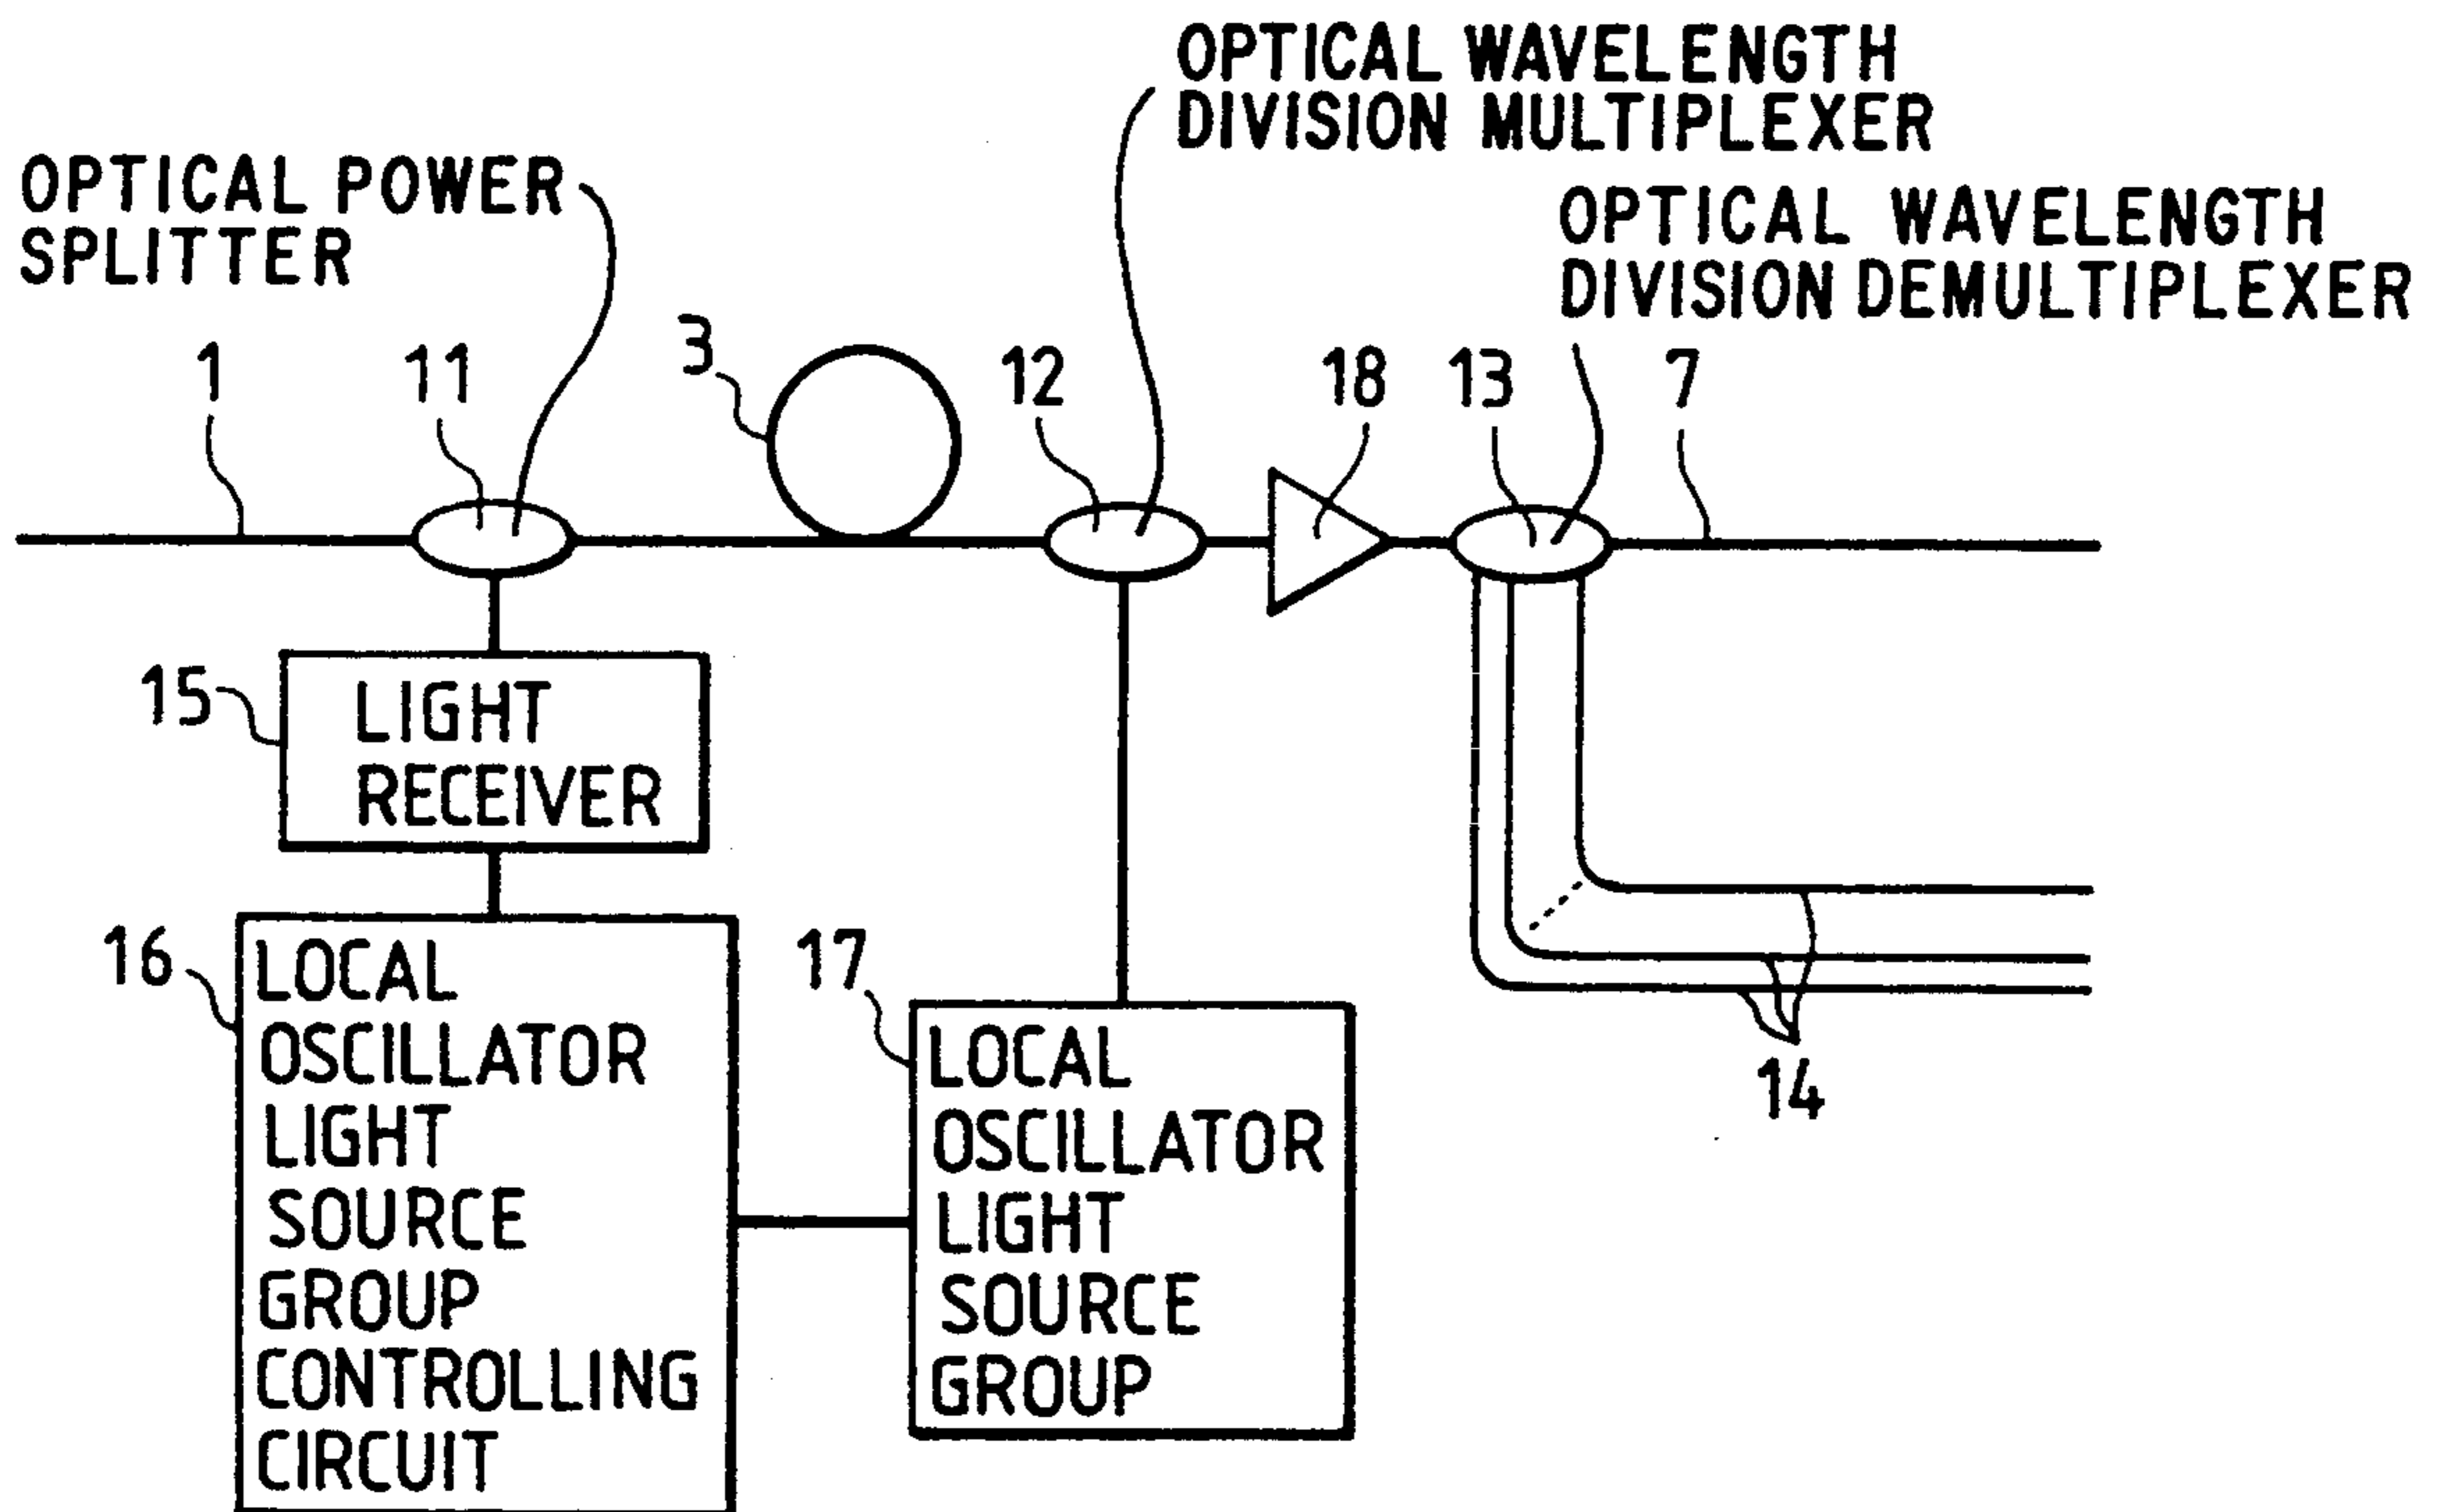 OPTICAL WAVELENGTH
DIVISION MULTIPLEXER
OPTICAL POWER
SPLITTER
OPTICAL WAVELENGTH
DIVISION DEMULTIPLEXER
1
11
3
12
18
13
7
15
LIGHT
RECEIVER
16
LOCAL
OSCILLATOR
LIGHT
SOURCE
GROUP
CONTROLLING
CIRCUIT
17
LOCAL
OSCILLATOR
LIGHT
SOURCE
GROUP
14